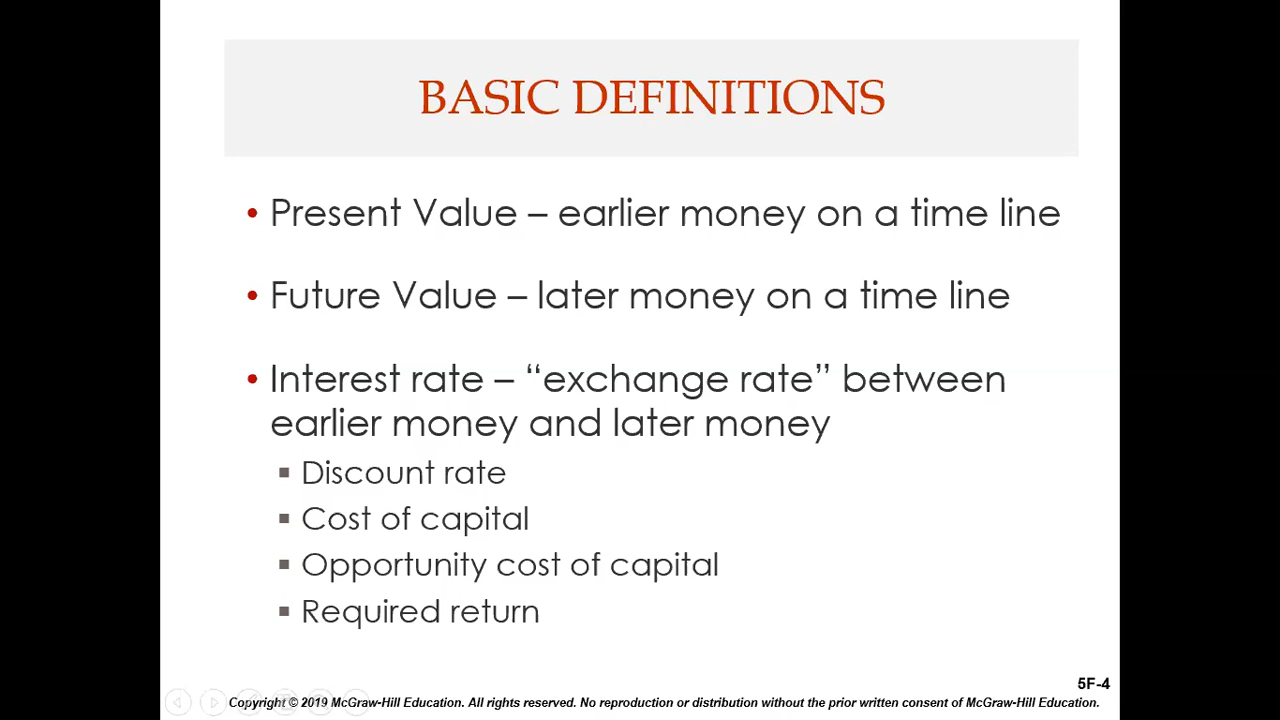 BASIC DEFINITIONS
• Present Value – earlier money on a time line
• Future Value – later money on a time line
• Interest rate – “exchange rate” between
earlier money and later money
▪ Discount rate
▪ Cost of capital
▪ Opportunity cost of capital
▪ Required return
5F-4
Copyright © 2019 McGraw-Hill Education. All rights reserved. No reproduction or distribution without the prior written consent of McGraw-Hill Education.